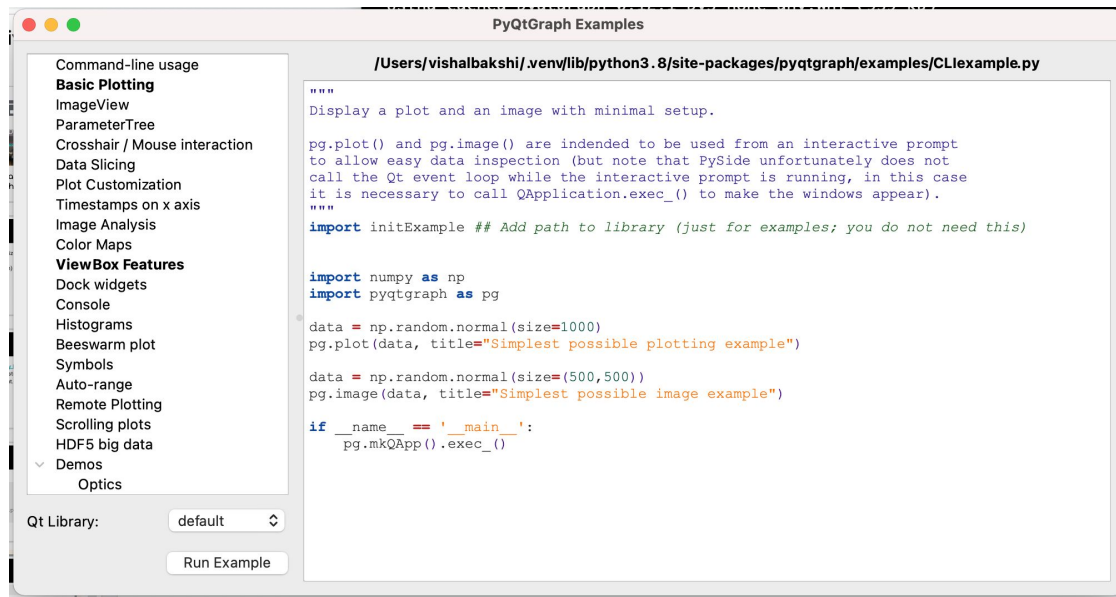 PyQtGraph Examples
Command-line usage
Basic Plotting
ImageView
ParameterTree
Crosshair / Mouse interaction
Data Slicing
Plot Customization
Timestamps on x axis
Image Analysis
Color Maps
ViewBox Features
Dock widgets
Console
Histograms
Beeswarm plot
Symbols
Auto-range
Remote Plotting
Scrolling plots
HDF5 big data
Demos
Optics
Qt Library:
default
Run Example
/Users/vishalbakshi/.venv/lib/python3.8/site-packages/pyqtgraph/examples/CLIexample.py
"""
Display a plot and an image with minimal setup.
pg.plot() and pg.image() are indended to be used from an interactive prompt
to allow easy data inspection (but note that PySide unfortunately does not
call the Qt event loop while the interactive prompt is running, in this case
it is necessary to call QApplication.exec_() to make the windows appear).
"""
import initExample ## Add path to library (just for examples; you do not need this)
import numpy as np
import pyqtgraph as pg
data = np.random.normal(size=1000)
pg.plot(data, title="Simplest possible plotting example")
data = np.random.normal(size=(500,500))
pg.image(data, title="Simplest possible image example")
if __name__ == '__main__':
    pg.mkQApp().exec_()